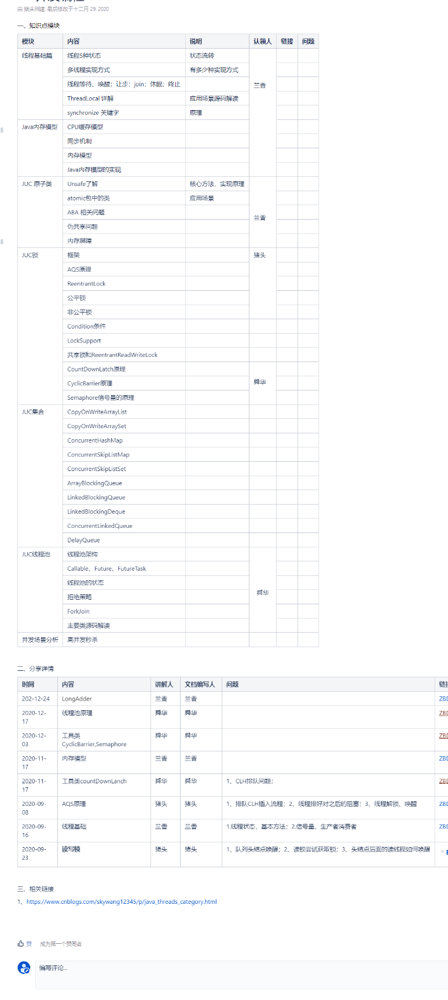 由 猪头创建, 最后修改于十二月 29, 2020
一、知识点模块
模块 内容 说明 认领人 链接 问题
线程基础篇 线程5种状态 状态流转
多线程实现方式 有多少种实现方式
线程等待、唤醒；让步；join；休眠；终止
兰香
ThreadLocal 详解 应用场景源码解读
synchronize 关键字 原理
Java内存模型 CPU缓存模型
同步机制
内存模型
Java内存模型的实现
JUC 原子类 Unsafe了解 核心方法，实现原理
atomic包中的类 应用场景
ABA 相关问题
兰香
伪共享问题
内存屏障
JUC锁 框架 猪头
AQS原理
ReentrantLock
公平锁
非公平锁
Condition条件
LockSupport
共享锁和ReentrantReadWriteLock
CountDownLatch原理
CyclicBarrier原理 舜华
Semaphore信号量的原理
JUC集合 CopyOnWriteArrayList
CopyOnWriteArraySet
ConcurrentHashMap
ConcurrentSkipListMap
ConcurrentSkipListSet
ArrayBlockingQueue
LinkedBlockingQueue
LinkedBlockingDeque
ConcurrentLinkedQueue
DelayQueue
JUC线程池 线程池架构
Callable、Future、FutureTask
线程池的状态
舜华
拒绝策略
ForkJoin
主要类源码解读
并发场景分析 高并发秒杀
二、分享详情
时间 内容 讲解人 文档编写人 问题
202-12-24 LongAdder 兰香 兰香
2020-12-
17 线程池原理 舜华 舜华
2020-12-
03 工具类
CyclicBarrier,Semaphore 舜华 舜华
2020-11-
17 内存模型 兰香 兰香
2020-11-
17 工具类countDownLanch 舜华 舜华 1、CLH排队问题；
2020-09-
08 AQS原理 猪头 猪头 1、排队CLH插入流程；2、线程排好对之后的阻塞；3、线程解锁、唤醒
2020-09-
16 线程基础 兰香 兰香 1.线程状态，基本方法；2.信号量，生产者消费者
2020-09-
23 读写锁 猪头 猪头 1、队列头结点唤醒；2、读锁尝试获取锁；3、头结点后面的读线程如何唤醒
三、相关链接
1、https://www.cnblogs.com/skywang12345/p/java_threads_category.html
赞 成为第一个赞同者
编写评论...